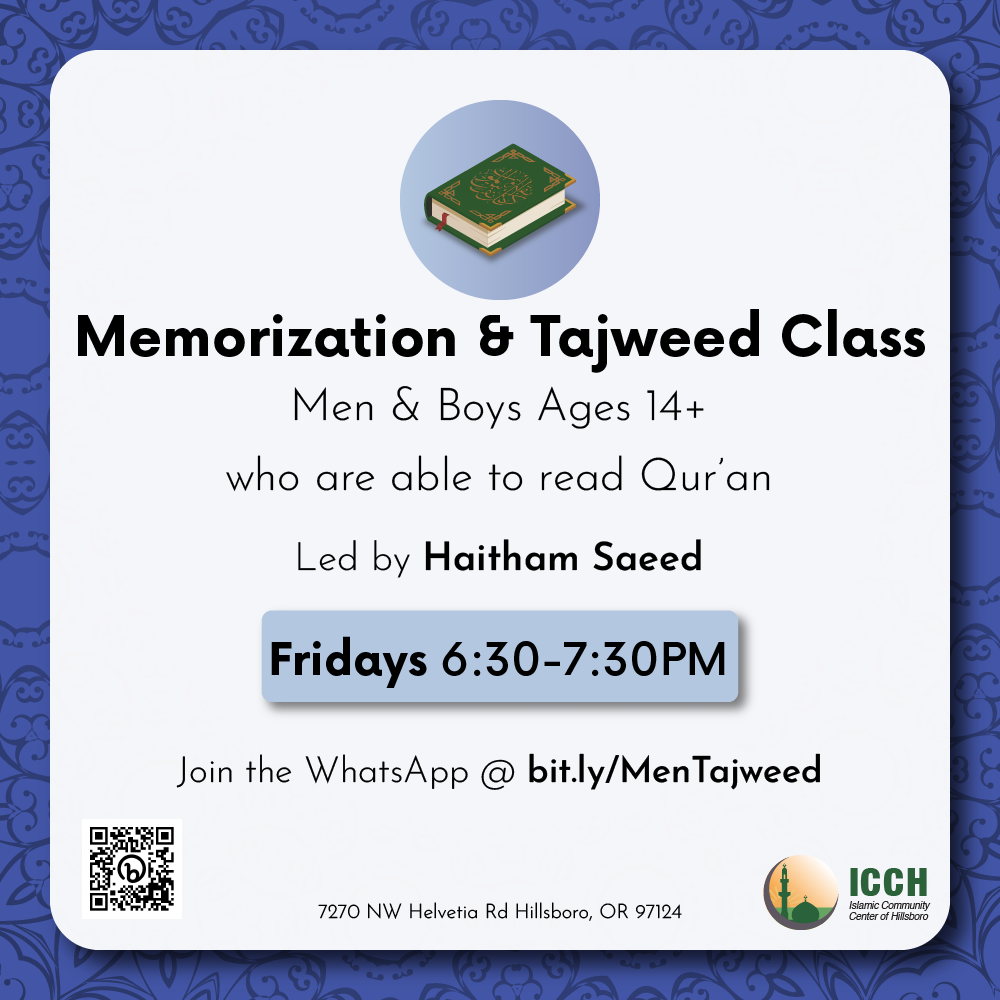 Memorization & Tajweed Class
Men & Boys Ages 14+
who are able to read Qur’an
Led by Haitham Saeed
Fridays 6:30-7:30PM
Join the WhatsApp @ bit.ly/MenTajweed
7270 NW Helvetia Rd Hillsboro, OR 97124
ICCH
Islamic Community
Center of Hillsboro